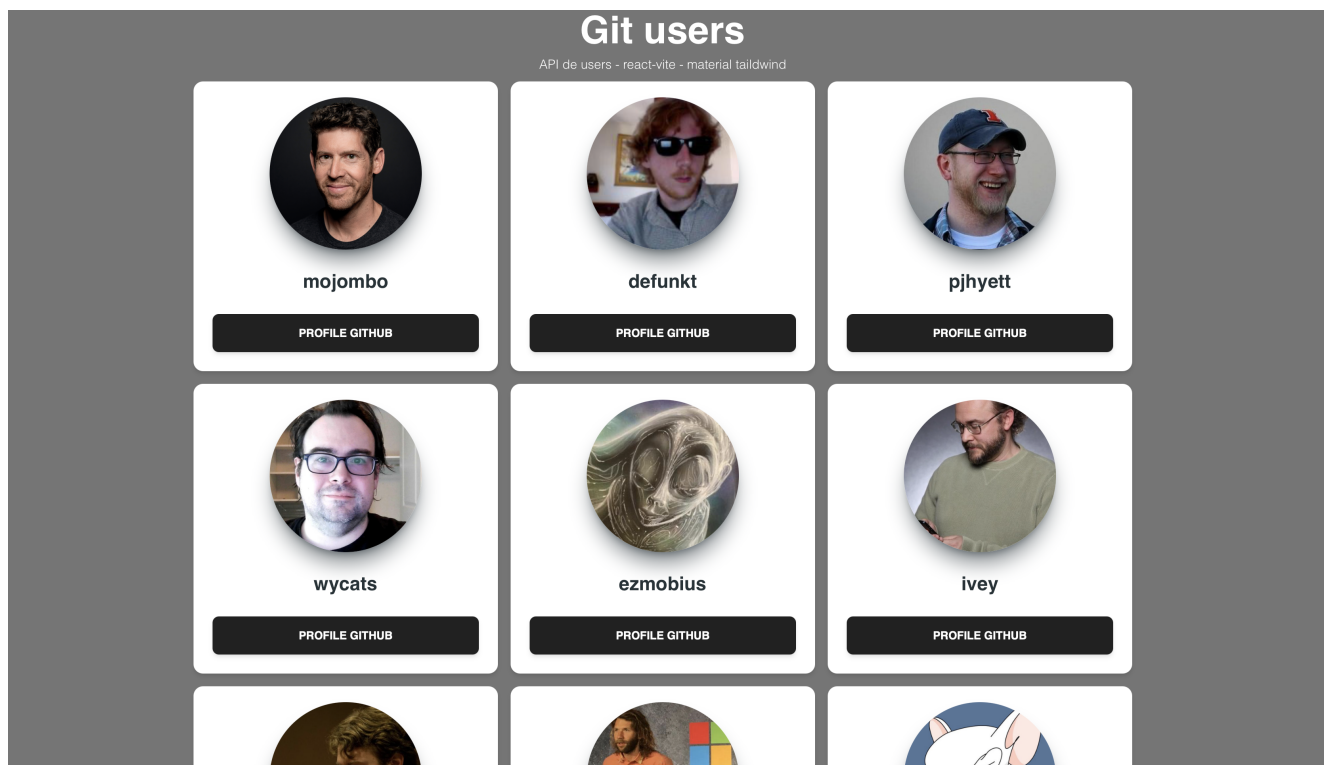 Git users
API de users - react-vite - material taildwind
mojombo
defunkt
pjhyett
PROFILE GITHUB
PROFILE GITHUB
PROFILE GITHUB
wycats
ezmobius
ivey
PROFILE GITHUB
PROFILE GITHUB
PROFILE GITHUB